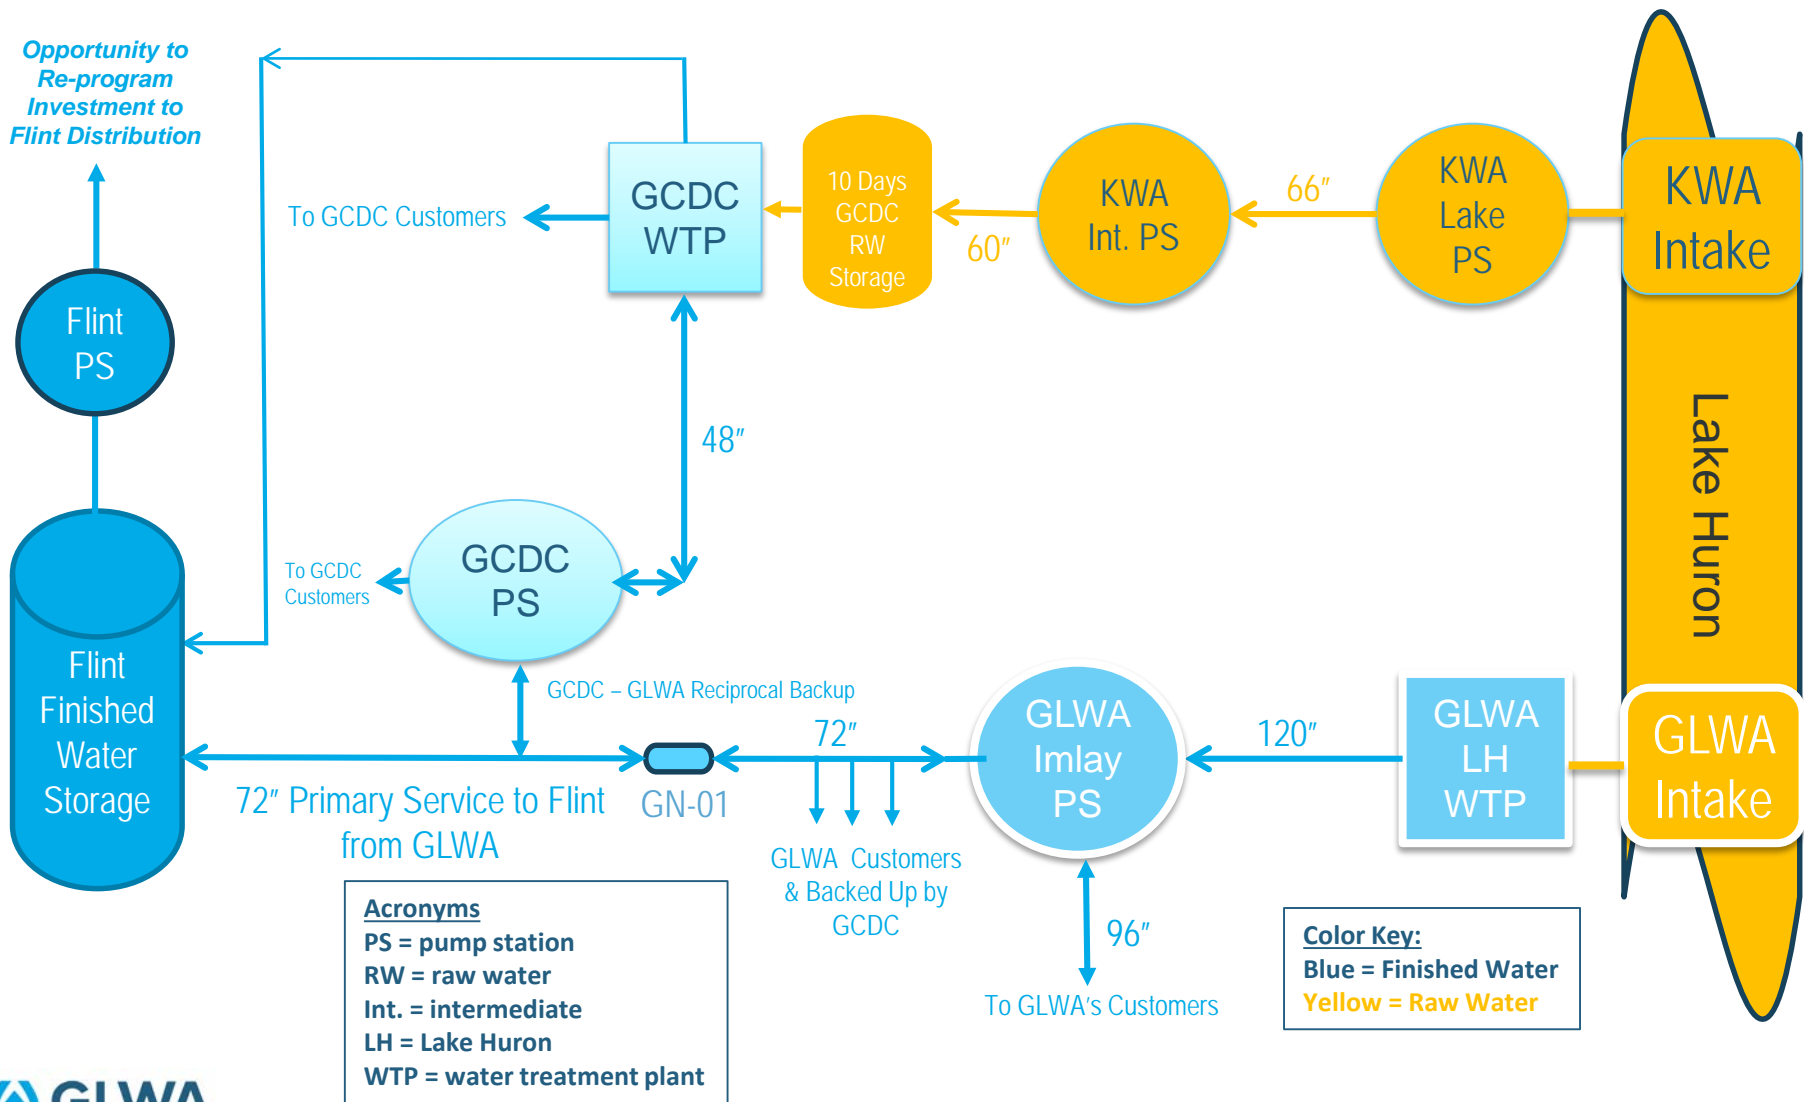 Opportunity to
Re-program
Investment to
Flint Distribution
Flint
PS
Flint
Finished
Water
Storage
To GCDC Customers
GCDC
WTP
10 Days
GCDC
RW
Storage
60”
KWA
Int. PS
66”
KWA
Lake
PS
KWA
Intake
Lake Huron
48”
To GCDC
Customers
GCDC
PS
GCDC – GLWA Reciprocal Backup
72” Primary Service to Flint
from GLWA
GN-01
72”
GLWA Customers
& Backed Up by
GCDC
GLWA
Imlay
PS
120”
GLWA
LH
WTP
GLWA
Intake
96”
To GLWA's Customers
Acronyms
PS = pump station
RW = raw water
Int. = intermediate
LH = Lake Huron
WTP = water treatment plant
Color Key:
Blue = Finished Water
Yellow = Raw Water
GLWA